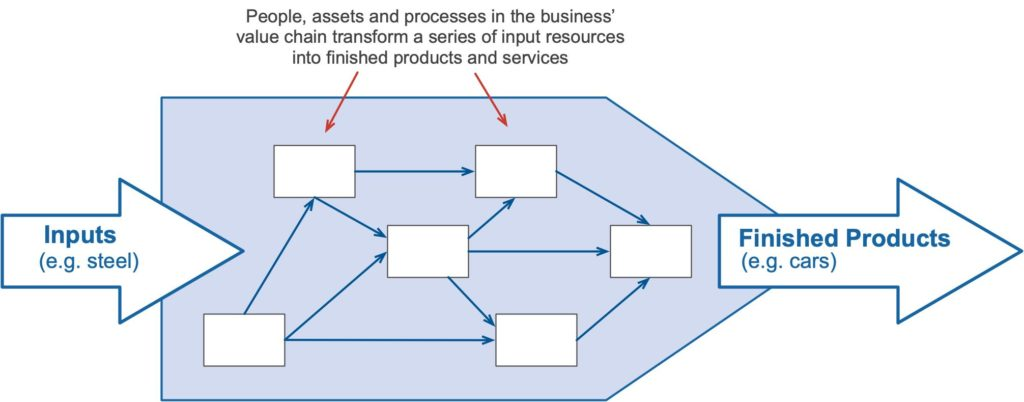 People, assets and processes in the business’
value chain transform a series of input resources
into finished products and services
Inputs
(e.g. steel)
Finished Products
(e.g. cars)